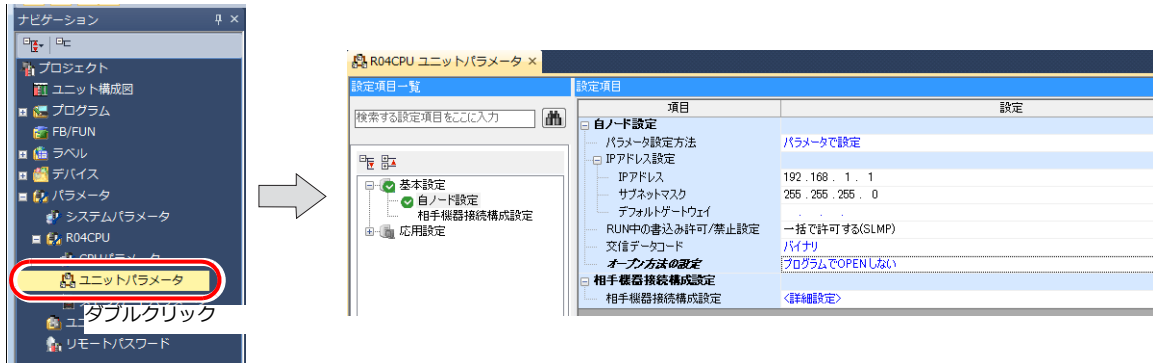 ナビゲーション
プロジェクト
ユニット構成図
プログラム
FB/FUN
ラベル
デバイス
パラメータ
システムパラメータ
R04CPU
ユニットパラメータ
ダブルクリック
リモートパスワード
R04CPU ユニットパラメータ ×
設定項目一覧
検索する設定項目をここに入力
基本設定
自ノード設定
相手機器接続構成設定
応用設定
設定項目
項目 設定
自ノード設定
パラメータ設定方法 パラメータで設定
IPアドレス設定
IPアドレス 192 . 168 . 1 . 1
サブネットマスク 255 . 255 . 255 . 0
デフォルトゲートウェイ . . .
RUN中の書込み許可/禁止設定 一括で許可する(SLMP)
交信データコード バイナリ
オープン方法の設定 プログラムでOPENしない
相手機器接続構成設定
相手機器接続構成設定 <詳細設定>